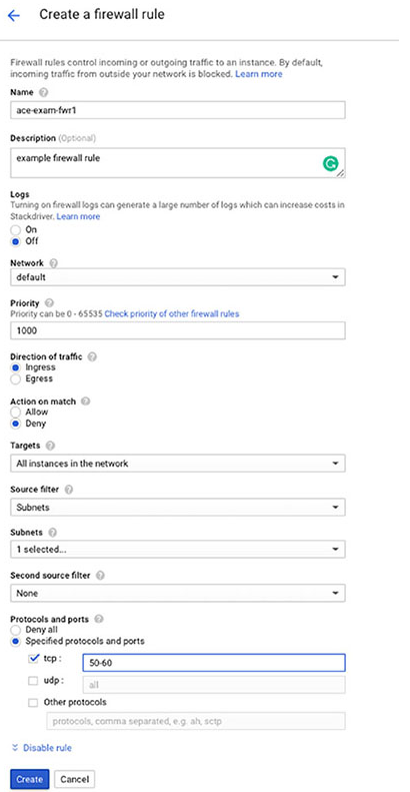 Create a firewall rule
Firewall rules control incoming or outgoing traffic to an instance. By default,
incoming traffic from outside your network is blocked. Learn more
Name
ace-exam-fwr1
Description (Optional)
example firewall rule
Logs
Turning on firewall logs can generate a large number of logs which can increase costs in
Stackdriver. Learn more
On
Off
Network
default
Priority
Priority can be 0 - 65535 Check priority of other firewall rules
1000
Direction of traffic
Ingress
Egress
Action on match
Allow
Deny
Targets
All instances in the network
Source filter
Subnets
Subnets
1 selected...
Second source filter
None
Protocols and ports
Deny all
Specified protocols and ports
tcp :
50-60
udp :
all
Other protocols
protocols, comma separated, e.g. ah, sctp
Disable rule
Create Cancel